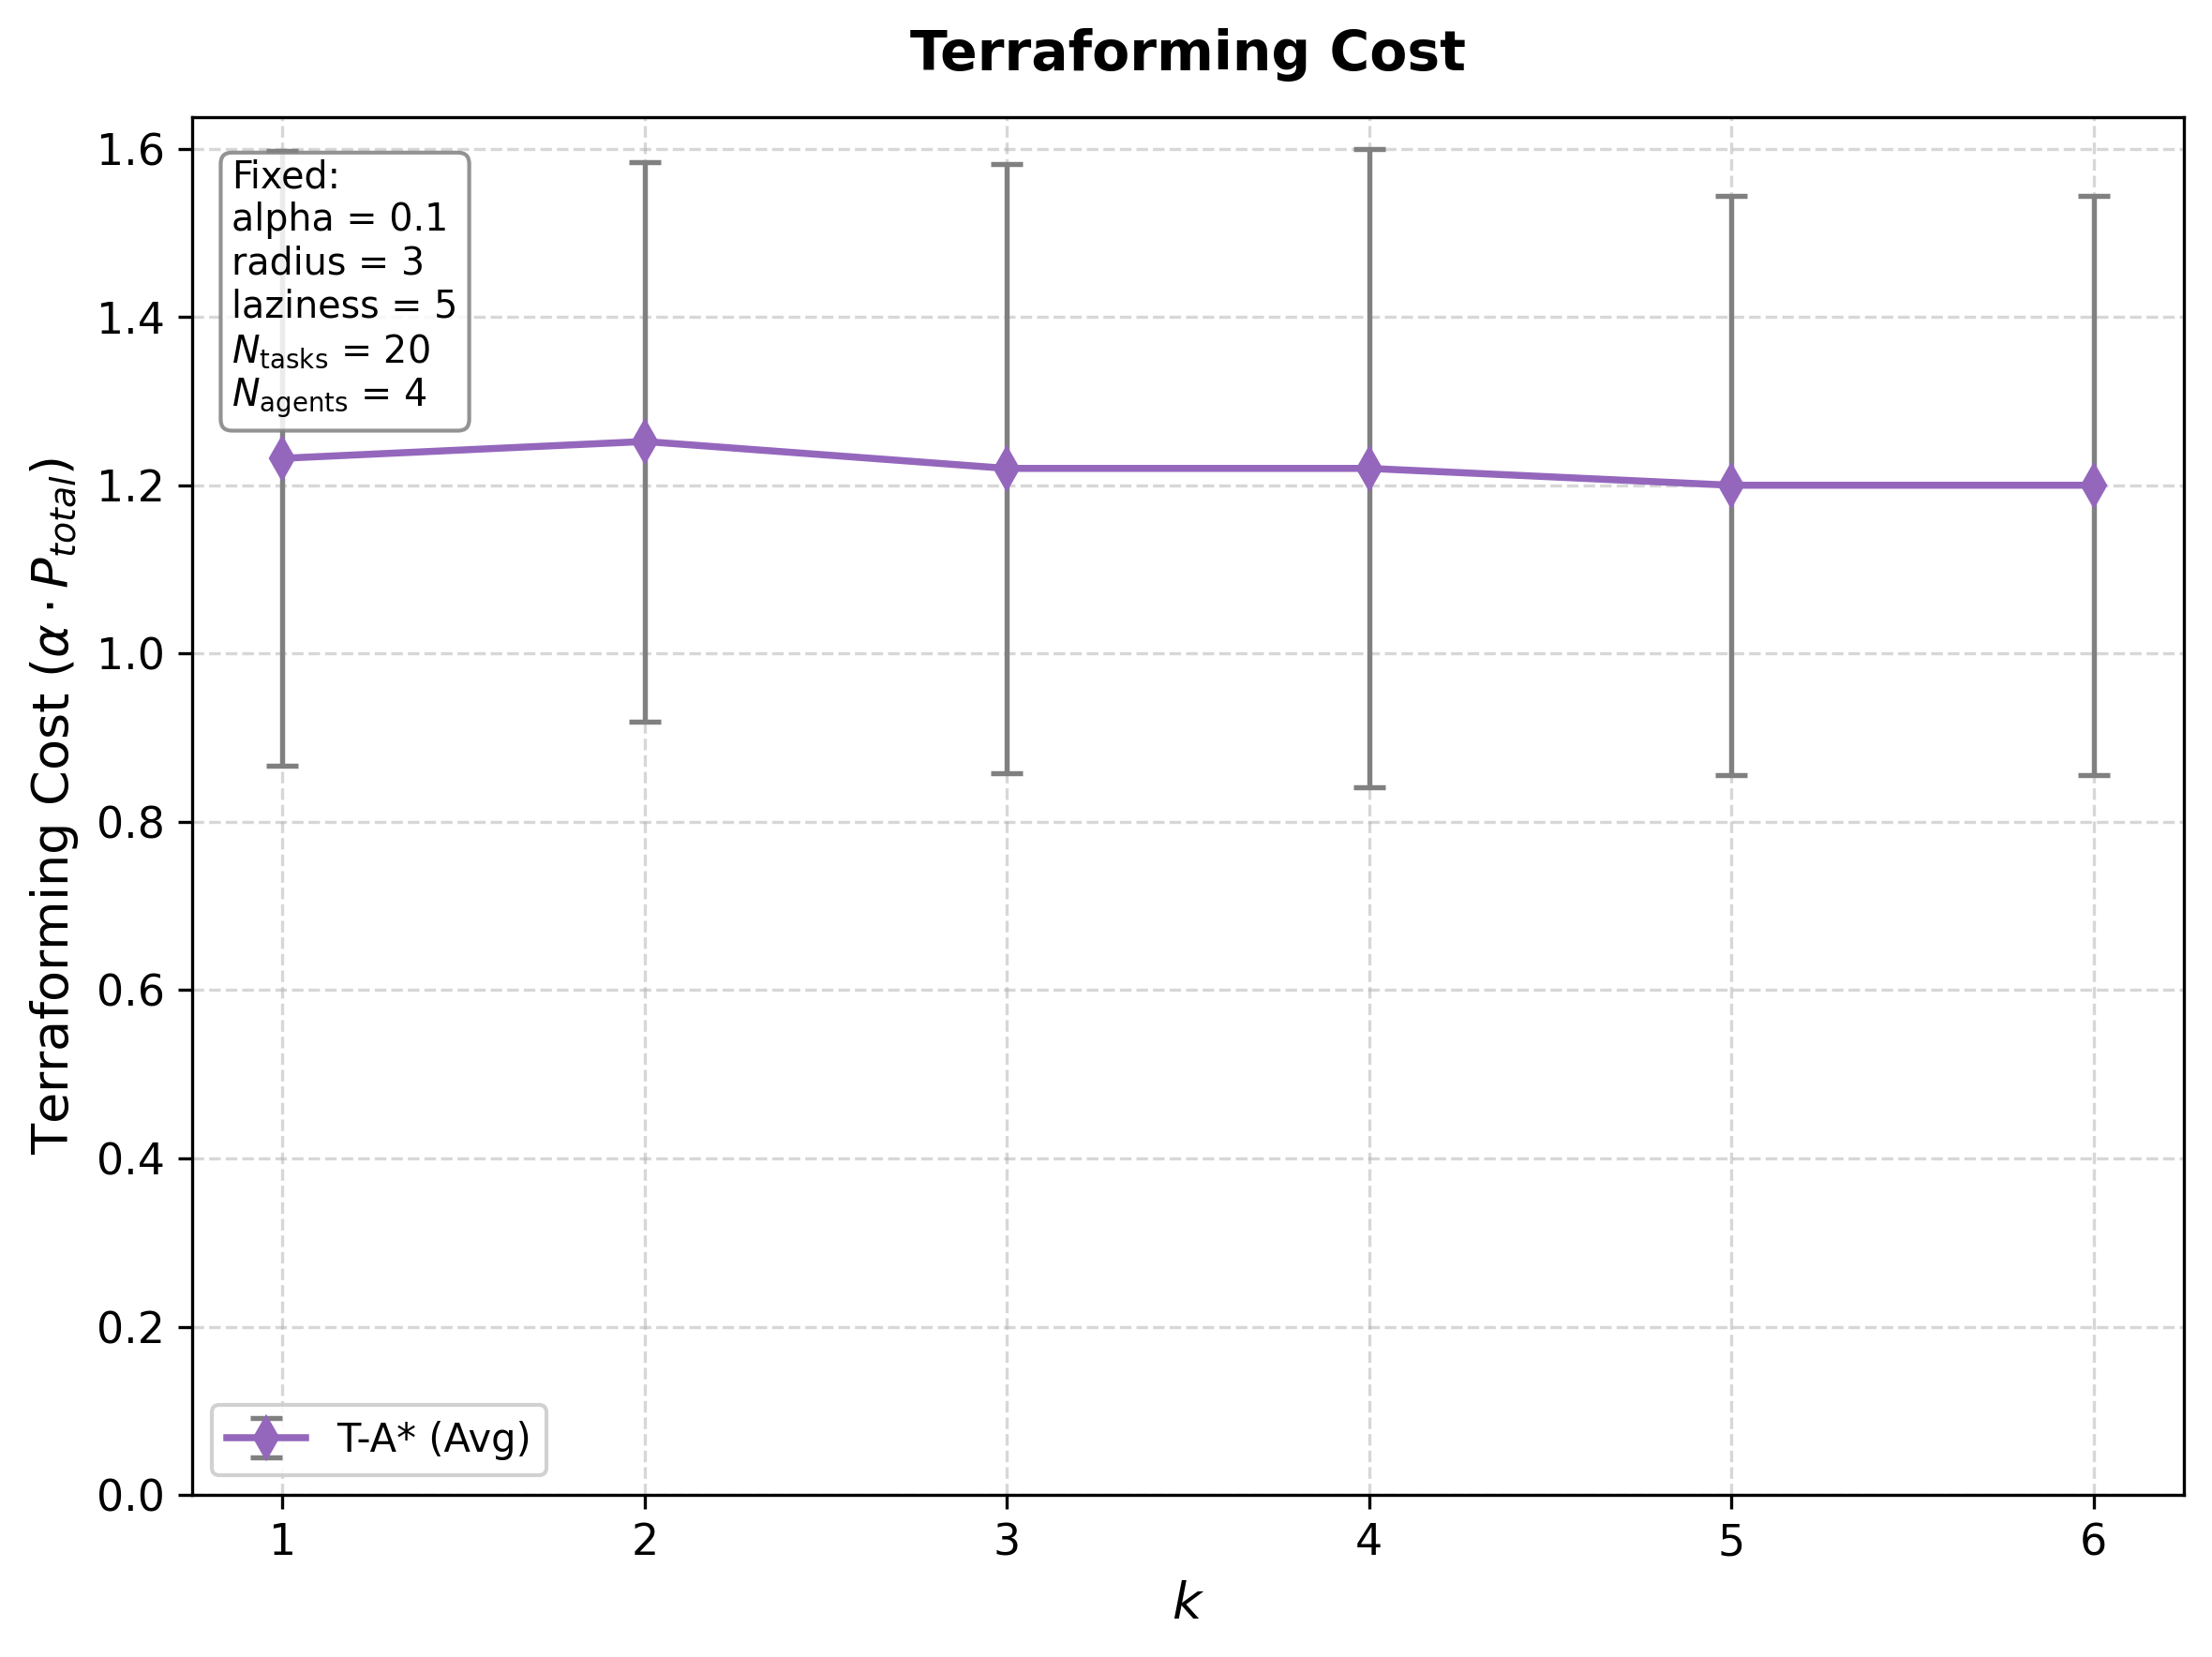 Terraforming Cost
Terraforming Cost (α · P_total)
1.6
1.4
1.2
1.0
0.8
0.6
0.4
0.2
0.0
Fixed:
alpha = 0.1
radius = 3
laziness = 5
N_tasks = 20
N_agents = 4
T-A* (Avg)
1 2 3 4 5 6
k